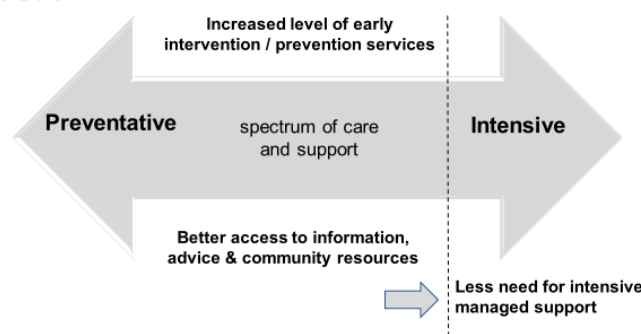 Increased level of early
intervention / prevention services
Preventative
spectrum of care
and support
Intensive
Better access to information,
advice & community resources
Less need for intensive
managed support